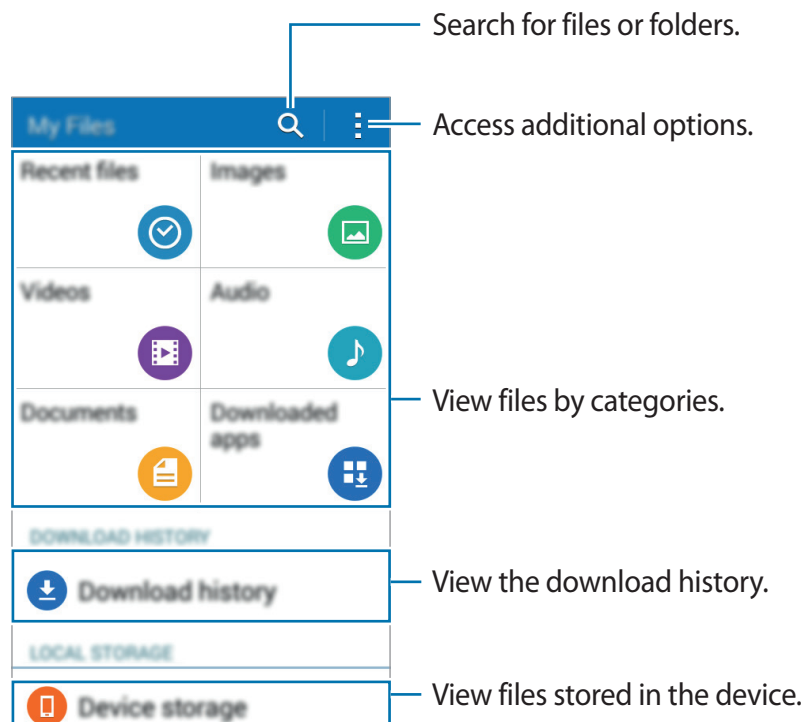 Search for files or folders.
My Files
Access additional options.
Recent files
Images
Videos
Audio
View files by categories.
Documents
Downloaded
apps
DOWNLOAD HISTORY
Download history
View the download history.
LOCAL STORAGE
Device storage
View files stored in the device.